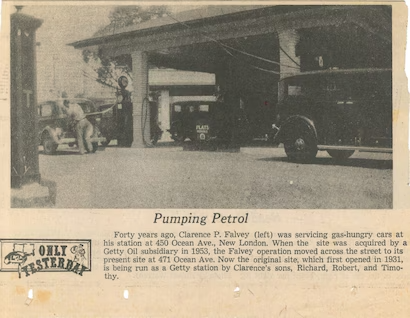 T
FLATS
Pumping Petrol
ONLY
YESTERDAY
Forty years ago, Clarence P. Falvey (left) was servicing gas-hungry cars at
his station at 450 Ocean Ave., New London. When the site was acquired by a
Getty Oil subsidiary in 1953, the Falvey operation moved across the street to its
present site at 471 Ocean Ave. Now the original site, which first opened in 1931,
is being run as a Getty station by Clarence's sons, Richard, Robert, and Timo-
thy.